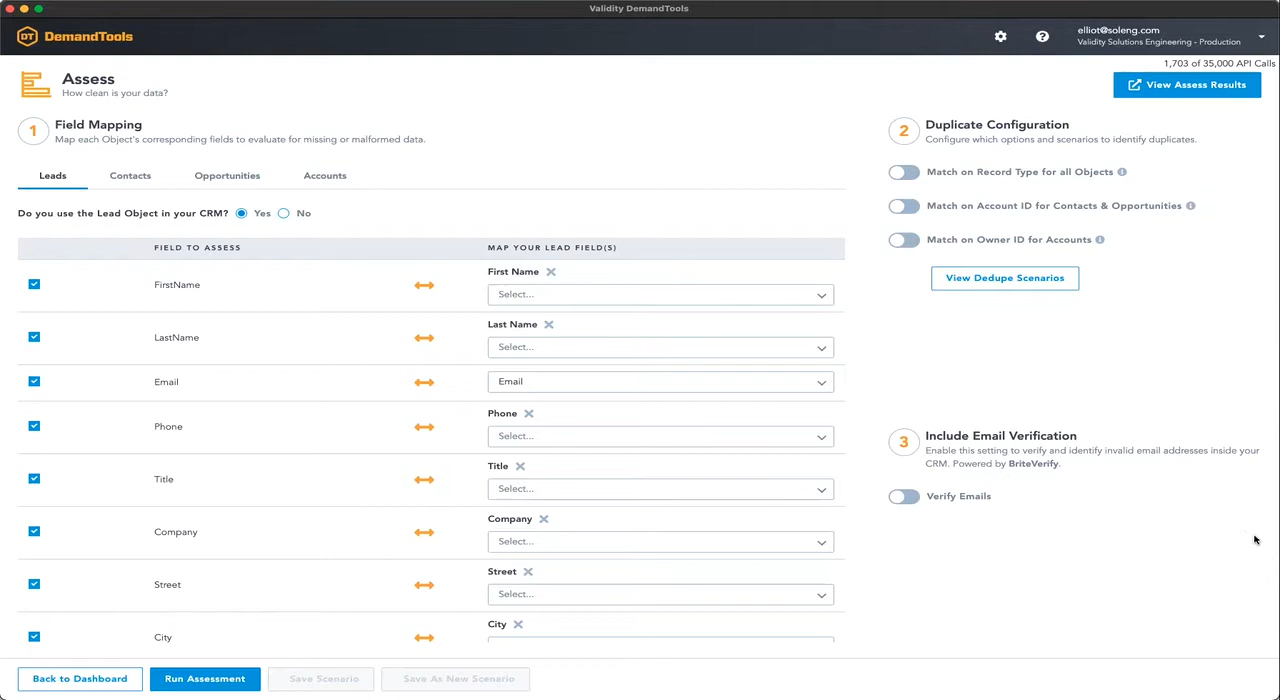 Validity DemandTools
DT DemandTools
elliot@soleng.com
Validity Solutions Engineering - Production
1,703 of 35,000 API Calls
Assess
How clean is your data?
View Assess Results
1 Field Mapping
Map each Object's corresponding fields to evaluate for missing or malformed data.
Leads Contacts Opportunities Accounts
Do you use the Lead Object in your CRM? Yes No
FIELD TO ASSESS MAP YOUR LEAD FIELD(S)
First Name
FirstName
Select...
Last Name
LastName
Select...
Email Email
Phone
Phone
Select...
Title
Title
Select...
Company
Company
Select...
Street
Street
Select...
City
City
2 Duplicate Configuration
Configure which options and scenarios to identify duplicates.
Match on Record Type for all Objects
Match on Account ID for Contacts & Opportunities
Match on Owner ID for Accounts
View Dedupe Scenarios
3 Include Email Verification
Enable this setting to verify and identify invalid email addresses inside your
CRM. Powered by BriteVerify.
Verify Emails
Back to Dashboard Run Assessment Save Scenario Save As New Scenario